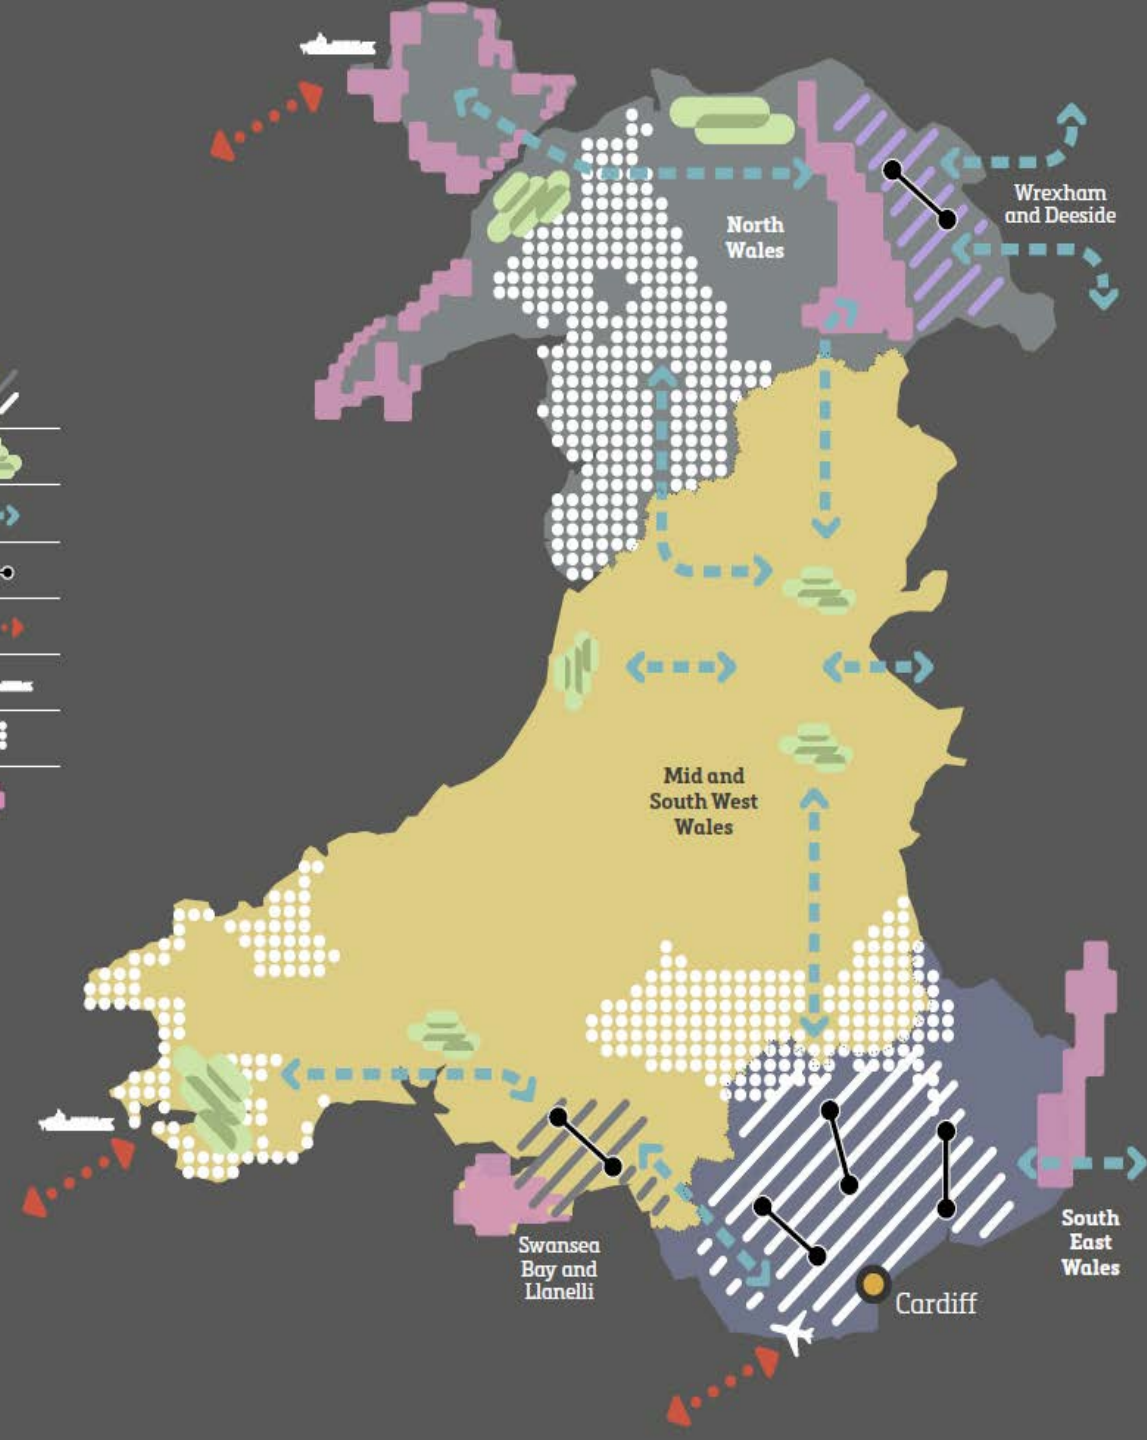 Wrexham
and Deeside
North
Wales
Mid and
South West
Wales
Swansea
Bay and
Llanelli
South
East
Wales
Cardiff